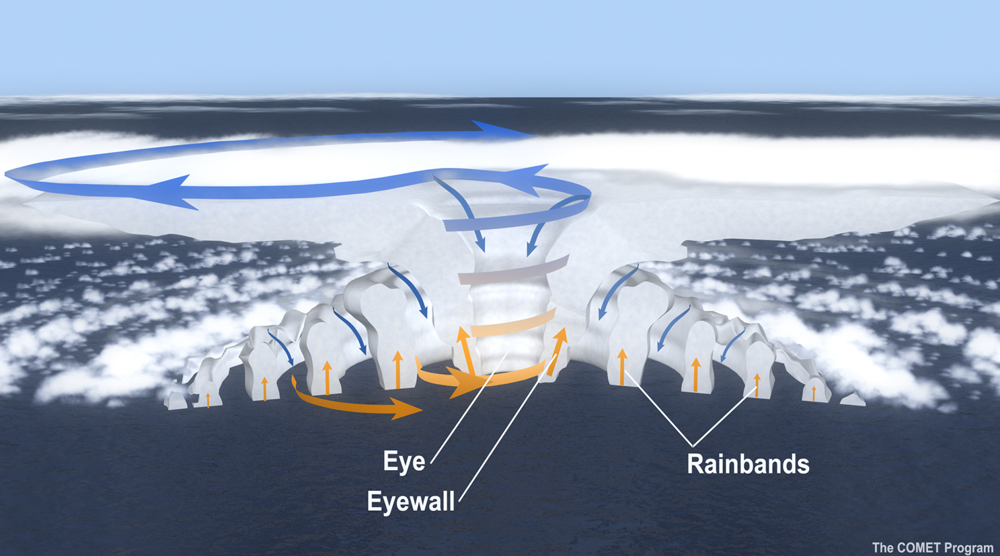 Eye
Eyewall
Rainbands
The COMET Program